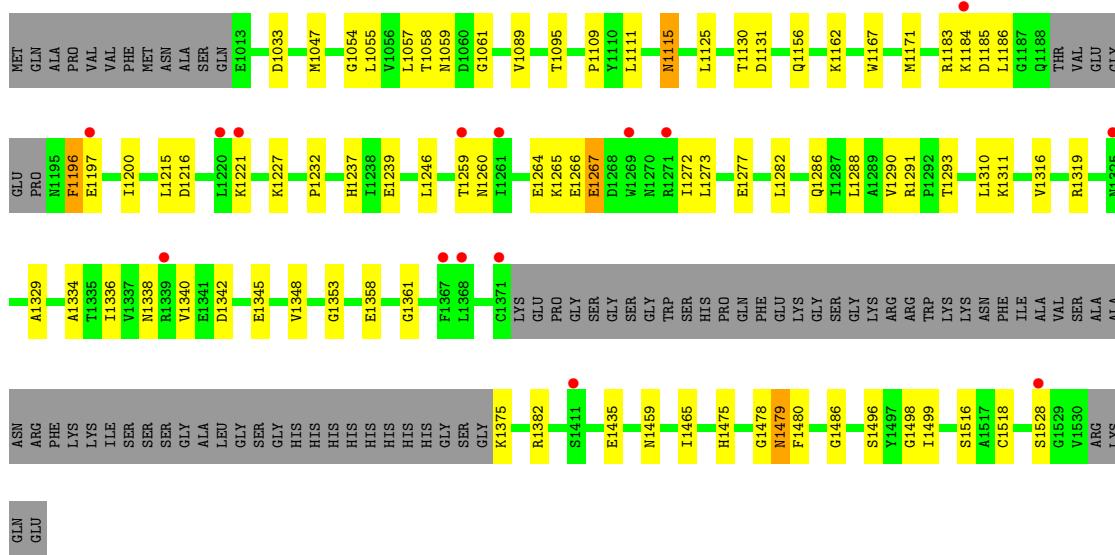 MET GLN ALA PRO VAL VAL PHE MET ASN ALA SER GLN E1013 D1033 M1047 G1054 L1055 V1056 L1057 T1058 N1059 D1060 G1061 V1089 T1095 P1109 Y1110 L1111 N1115 L1125 T1130 D1131 Q1156 K1162 W1167 M1171 R1183 K1184 D1185 L1186 G1187 Q1188 THR VAL GLU GLY
GLU PRO N1195 F1196 E1197 I1200 L1215 D1216 L1220 K1221 K1227 P1232 H1237 I1238 E1239 L1246 T1259 N1260 I1261 E1264 K1265 E1266 E1267 D1268 W1269 N1270 R1271 I1272 L1273 E1277 L1282 Q1286 I1287 L1288 A1289 V1290 R1291 P1292 T1293 L1310 K1311 V1316 R1319 N1325
A1329 A1334 T1335 I1336 V1337 N1338 R1339 V1340 E1341 D1342 E1345 V1348 G1353 E1358 G1361 F1367 L1368 C1371 LYS GLU PRO GLY SER GLY SER GLY TRP SER HIS PRO GLN PHE GLU LYS GLY SER GLY LYS ARG ARG TRP LYS LYS ASN PHE ILE ALA VAL SER ALA ALA
ASN ARG PHE LYS LYS ILE SER SER SER GLY ALA LEU GLY SER GLY HIS HIS HIS HIS HIS HIS HIS HIS GLY SER GLY K1375 R1382 S1411 E1435 N1459 I1465 H1475 G1478 N1479 F1480 G1486 S1496 Y1497 G1498 I1499 S1516 A1517 C1518 S1528 G1529 V1530 ARG LYS
GLN GLU